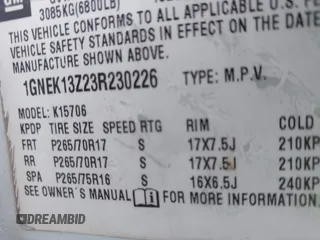 GM
3085KG(6800LB)
THIS VEHICLE CONFORMS TO ALL
VEHICLE SAFETY STANDARDS IN EFFECT ON THE DATE
MANUFACTURE SHOWN ABOVE.
1GNEK13Z23R230226 TYPE: M.P.V.
MODEL: K15706
KPDP TIRE SIZE SPEED RTG RIM COLD
FRT P265/70R17 S 17X7.5J 210KP
RR P265/70R17 S 17X7.5J 210KP
SPA P265/75R16 S 16X6.5J 240KP
SEE OWNER'S MANUAL i FOR MORE INFORMATION.
DREAMBID